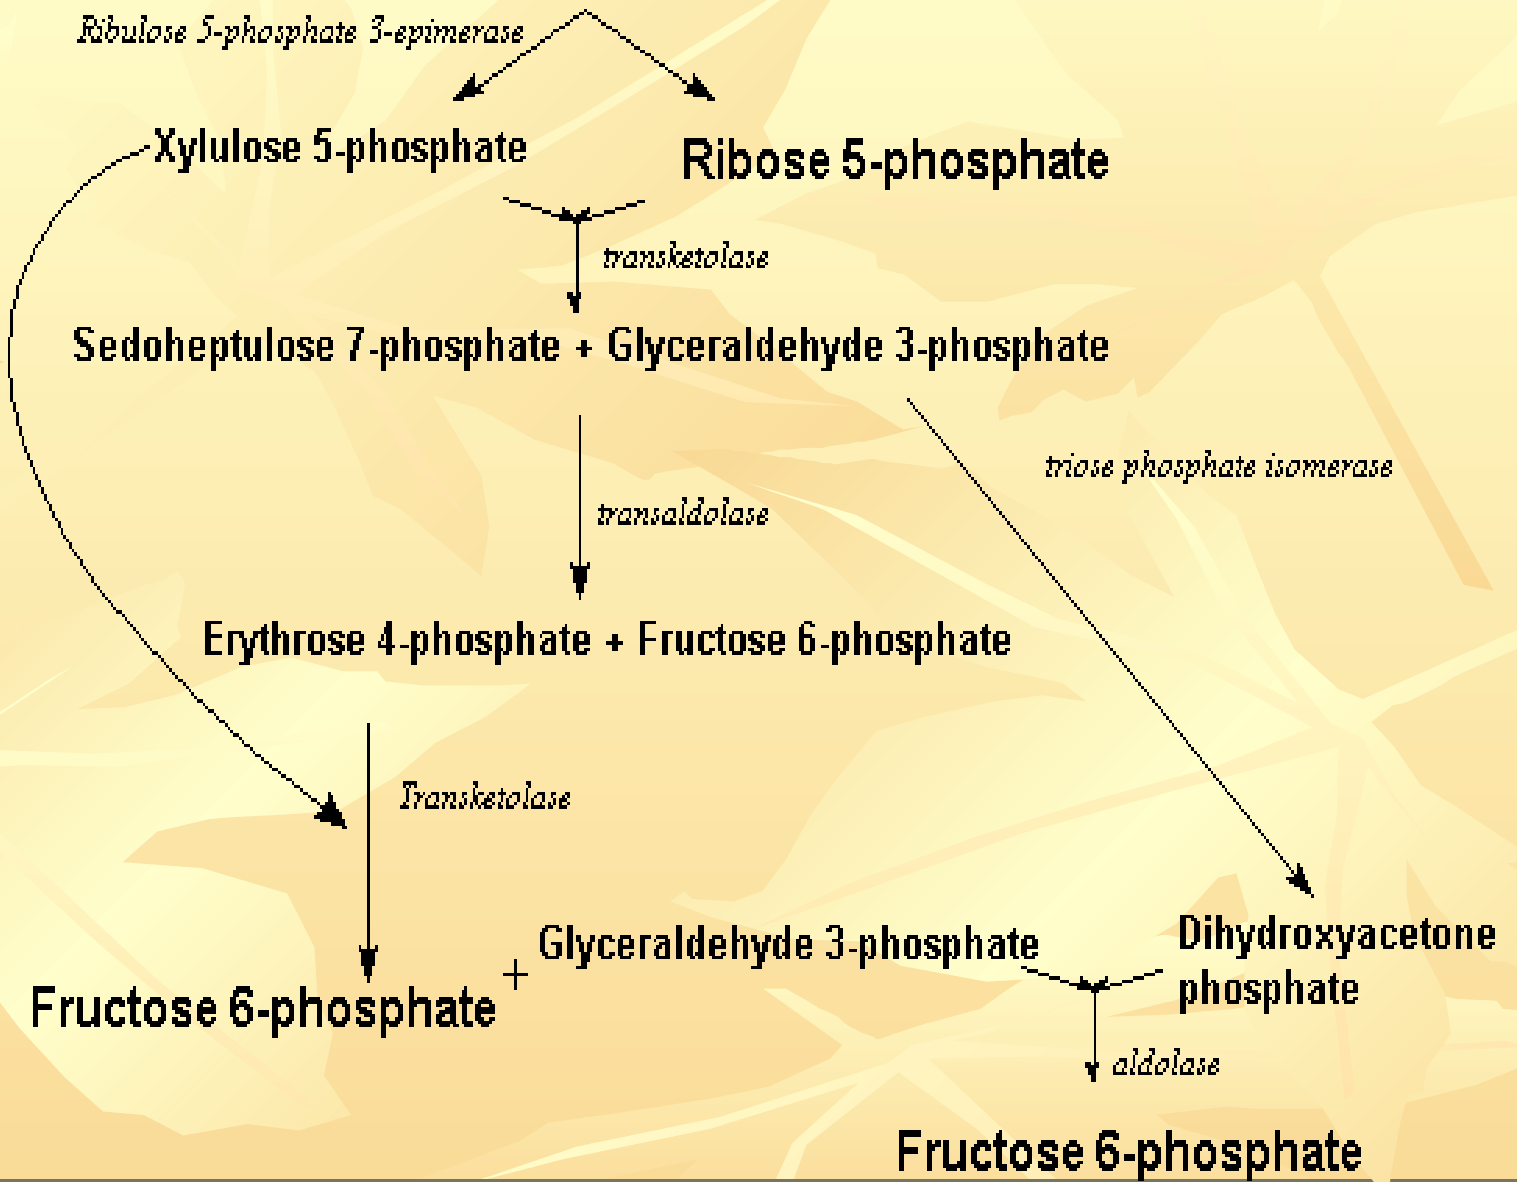 Ribulose 5-phosphate 3-epimerase
Xylulose 5-phosphate
Ribose 5-phosphate
transketolase
Sedoheptulose 7-phosphate + Glyceraldehyde 3-phosphate
triose phosphate isomerase
transaldolase
Erythrose 4-phosphate + Fructose 6-phosphate
Transketolase
Glyceraldehyde 3-phosphate
Dihydroxyacetone
phosphate
+
Fructose 6-phosphate
aldolase
Fructose 6-phosphate